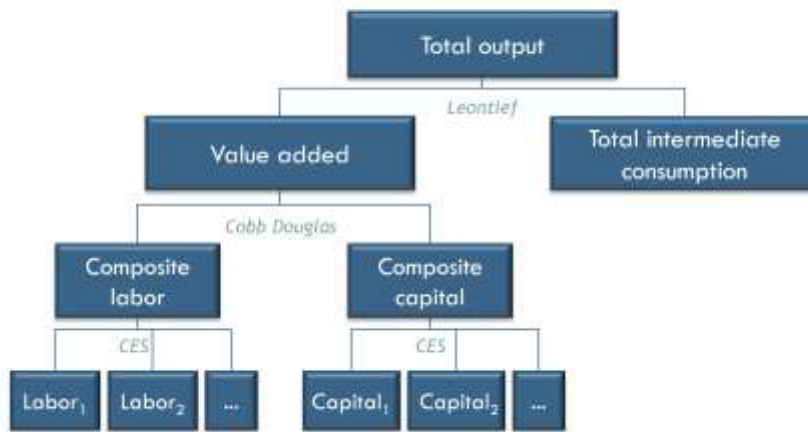 Total output
Leontief
Value added
Total intermediate
consumption
Cobb Douglas
Composite
labor
Composite
capital
CES
CES
Labor₁
Labor₂
...
Capital₁
Capital₂
...